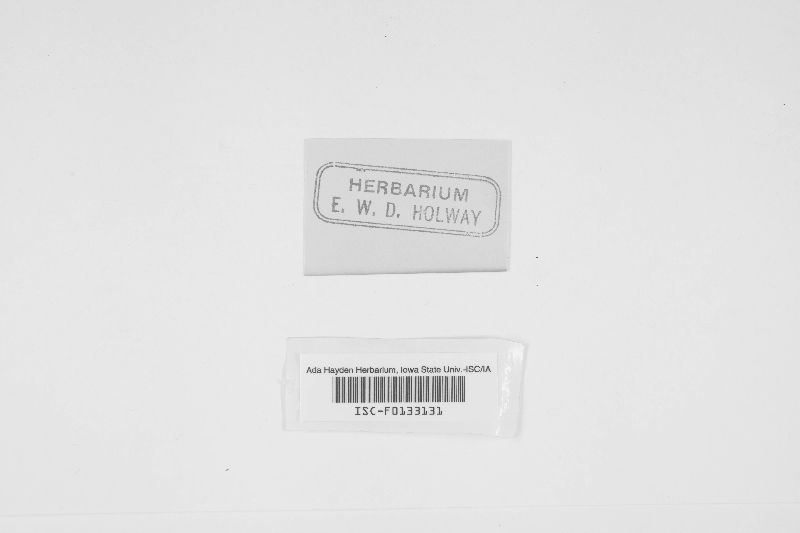 HERBARIUM
E. W. D. HOLWAY
Ada Hayden Herbarium, Iowa State Univ.-ISC/IA
ISC-F0133131